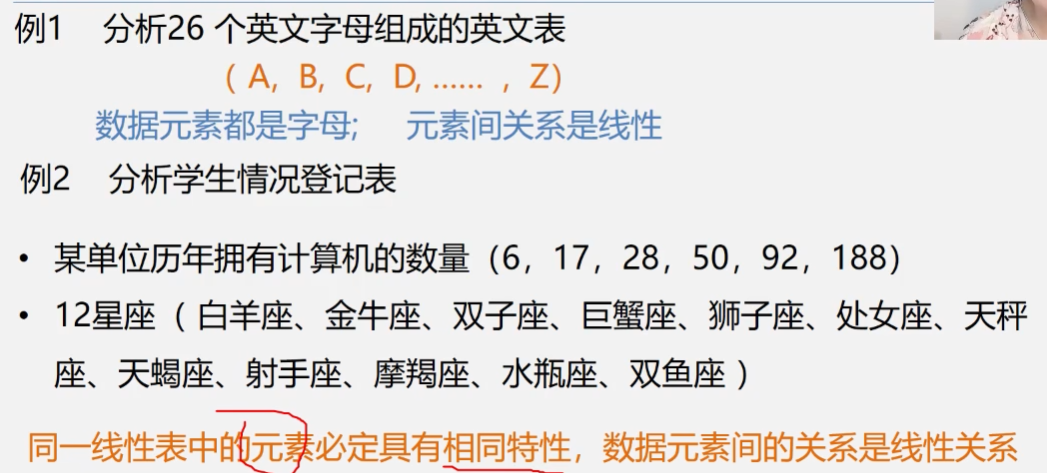 例1 分析26 个英文字母组成的英文表
( A, B, C, D, …… , Z)
数据元素都是字母; 元素间关系是线性
例2 分析学生情况登记表
• 某单位历年拥有计算机的数量（6，17，28，50，92，188）
• 12星座（ 白羊座、金牛座、双子座、巨蟹座、狮子座、处女座、天秤
座、天蝎座、射手座、摩羯座、水瓶座、双鱼座 ）
同一线性表中的元素必定具有相同特性，数据元素间的关系是线性关系